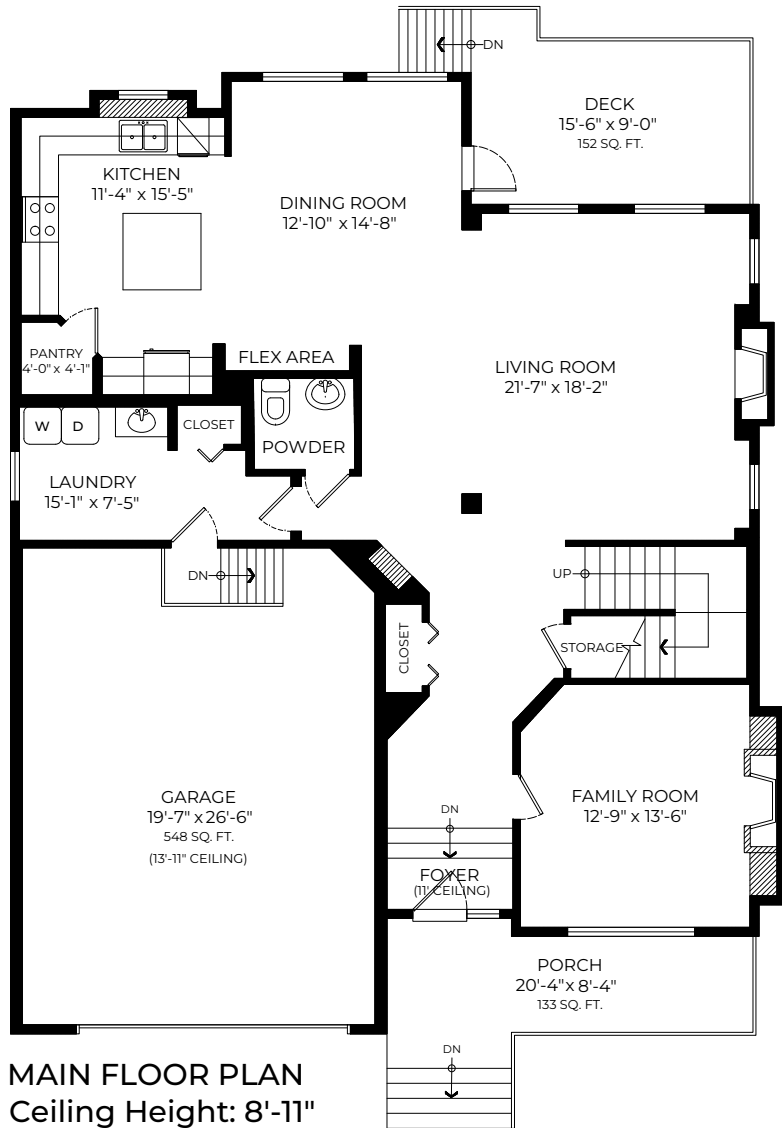 DN
DECK
15'-6" x 9'-0"
152 SQ. FT.
KITCHEN
11'-4" x 15'-5"
DINING ROOM
12'-10" x 14'-8"
PANTRY
4'-0" x 4'-1"
FLEX AREA
LIVING ROOM
21'-7" x 18'-2"
W D
CLOSET
POWDER
LAUNDRY
15'-1" x 7'-5"
DN
UP
CLOSET
STORAGE
GARAGE
19'-7" x 26'-6"
548 SQ. FT.
(13'-11" CEILING)
FAMILY ROOM
12'-9" x 13'-6"
DN
FOYER
(11' CEILING)
PORCH
20'-4" x 8'-4"
133 SQ. FT.
DN
MAIN FLOOR PLAN
Ceiling Height: 8'-11"